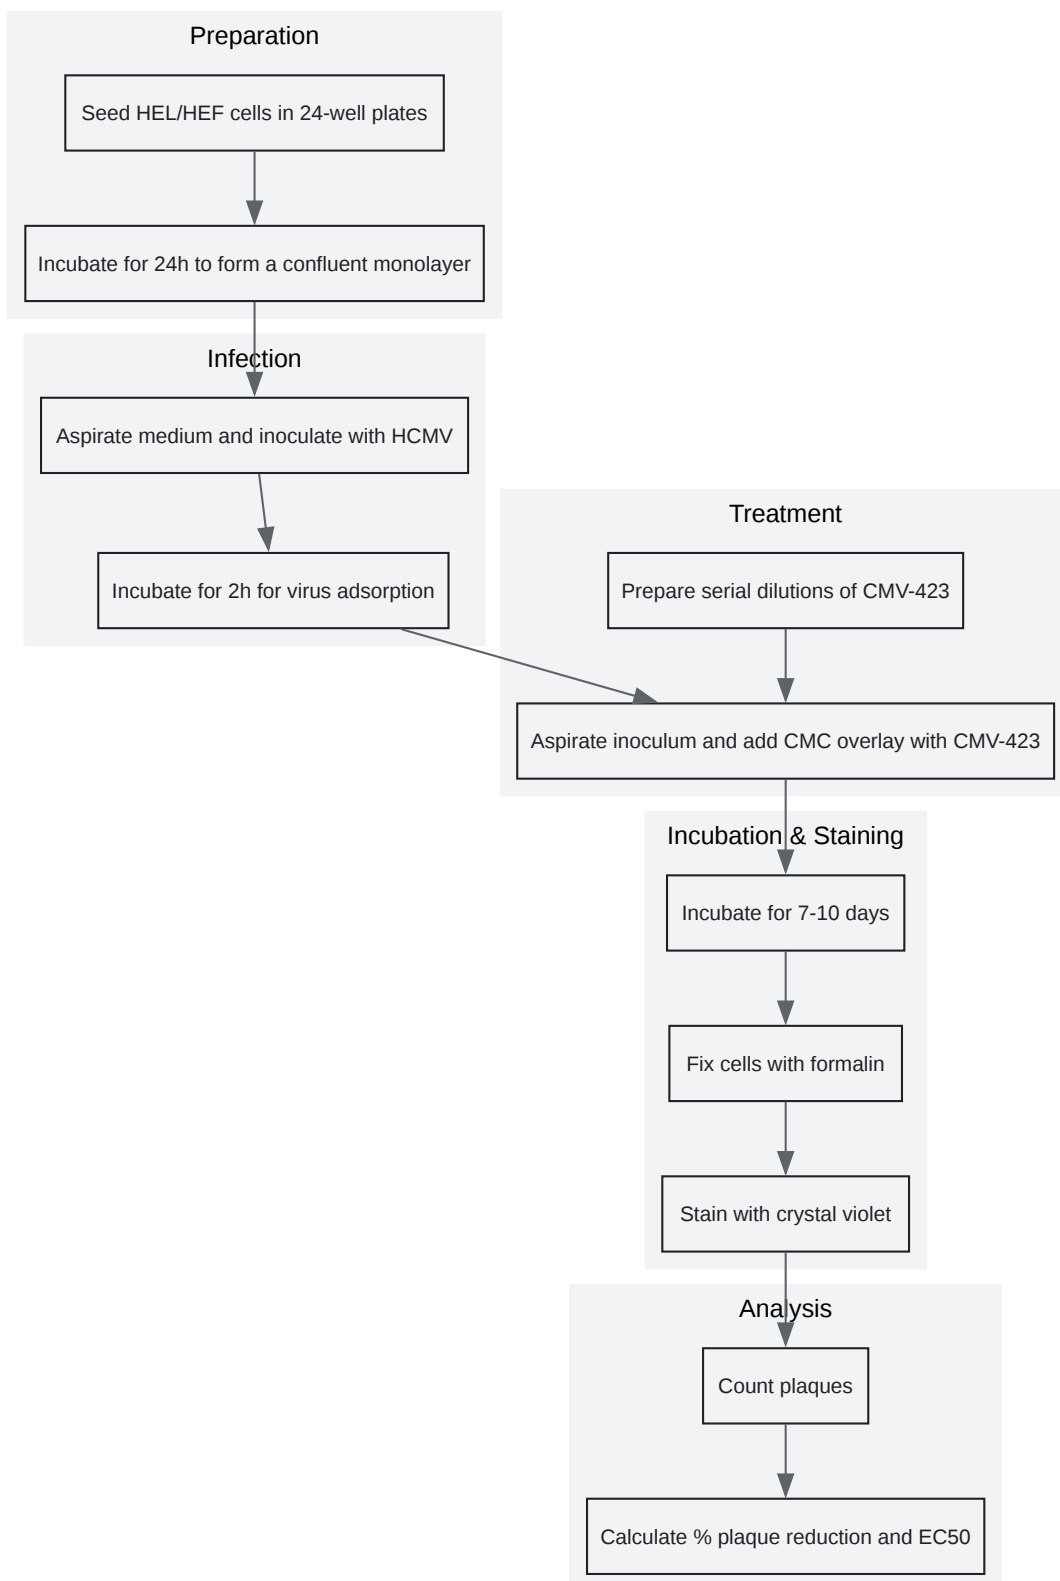 Preparation
Seed HEL/HEF cells in 24-well plates
Incubate for 24h to form a confluent monolayer
Infection
Aspirate medium and inoculate with HCMV
Incubate for 2h for virus adsorption
Treatment
Prepare serial dilutions of CMV-423
Aspirate inoculum and add CMC overlay with CMV-423
Incubation & Staining
Incubate for 7-10 days
Fix cells with formalin
Stain with crystal violet
Analysis
Count plaques
Calculate % plaque reduction and EC50